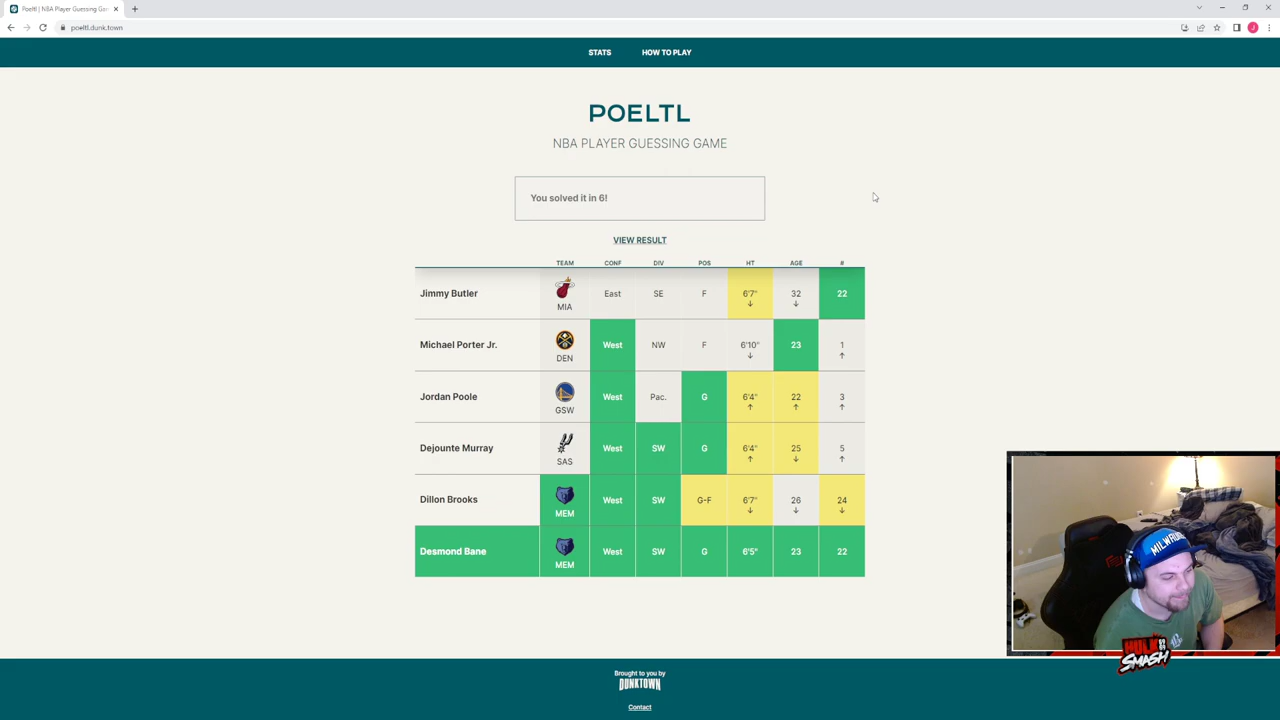 Poeltl | NBA Player Guessing Ga
poeltl.dunk.town
J
STATS HOW TO PLAY
POELTL
NBA PLAYER GUESSING GAME
You solved it in 6!
VIEW RESULT
TEAM CONF DIV POS HT AGE #
Jimmy Butler MIA East SE F 6'7" ↓ 32 ↓ 22
Michael Porter Jr. DEN West NW F 6'10" ↓ 23 1 ↑
Jordan Poole GSW West Pac. G 6'4" ↑ 22 ↑ 3 ↑
Dejounte Murray SAS West SW G 6'4" ↑ 25 ↓ 5 ↑
Dillon Brooks MEM West SW G-F 6'7" ↓ 26 ↓ 24 ↓
Desmond Bane MEM West SW G 6'5" 23 22
MILWAUKEE
HULK
SMASH
Brought to you by
DUNKTOWN
Contact